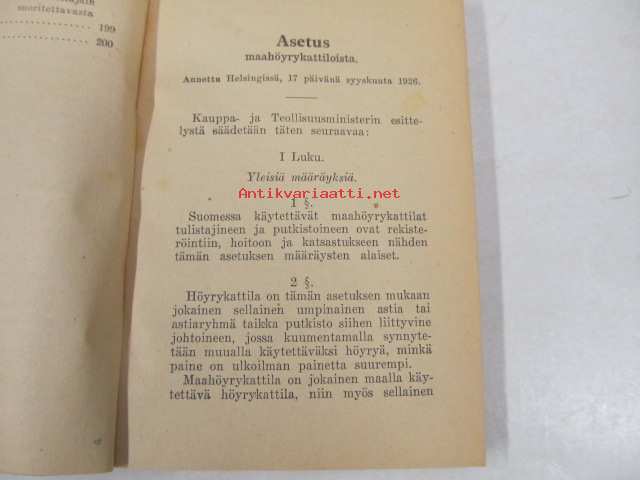 suoritettavasta
199
200
Asetus
maahöyrykattiloista.
Annettu Helsingissä, 17 päivänä syyskuuta 1926.
Kauppa- ja Teollisuusministerin esitte-
lystä säädetään täten seuraavaa:
I Luku.
Yleisiä määräyksiä.
Antikvariaatti.net
1 §.
Suomessa käytettävät maahöyrykattilat
tulistajineen ja putkistoineen ovat rekiste-
röintiin, hoitoon ja katsastukseen nähden
tämän asetuksen määräysten alaiset.
2 §.
Höyrykattila on tämän asetuksen mukaan
jokainen sellainen umpinainen astia tai
astiaryhmä taikka putkisto siihen liittyvine
johtoineen, jossa kuumentamalla synnyte-
tään muualla käytettäväksi höyryä, minkä
paine on ulkoilman painetta suurempi.
Maahöyrykattila on jokainen maalla käy-
tettävä höyrykattila, niin myös sellainen